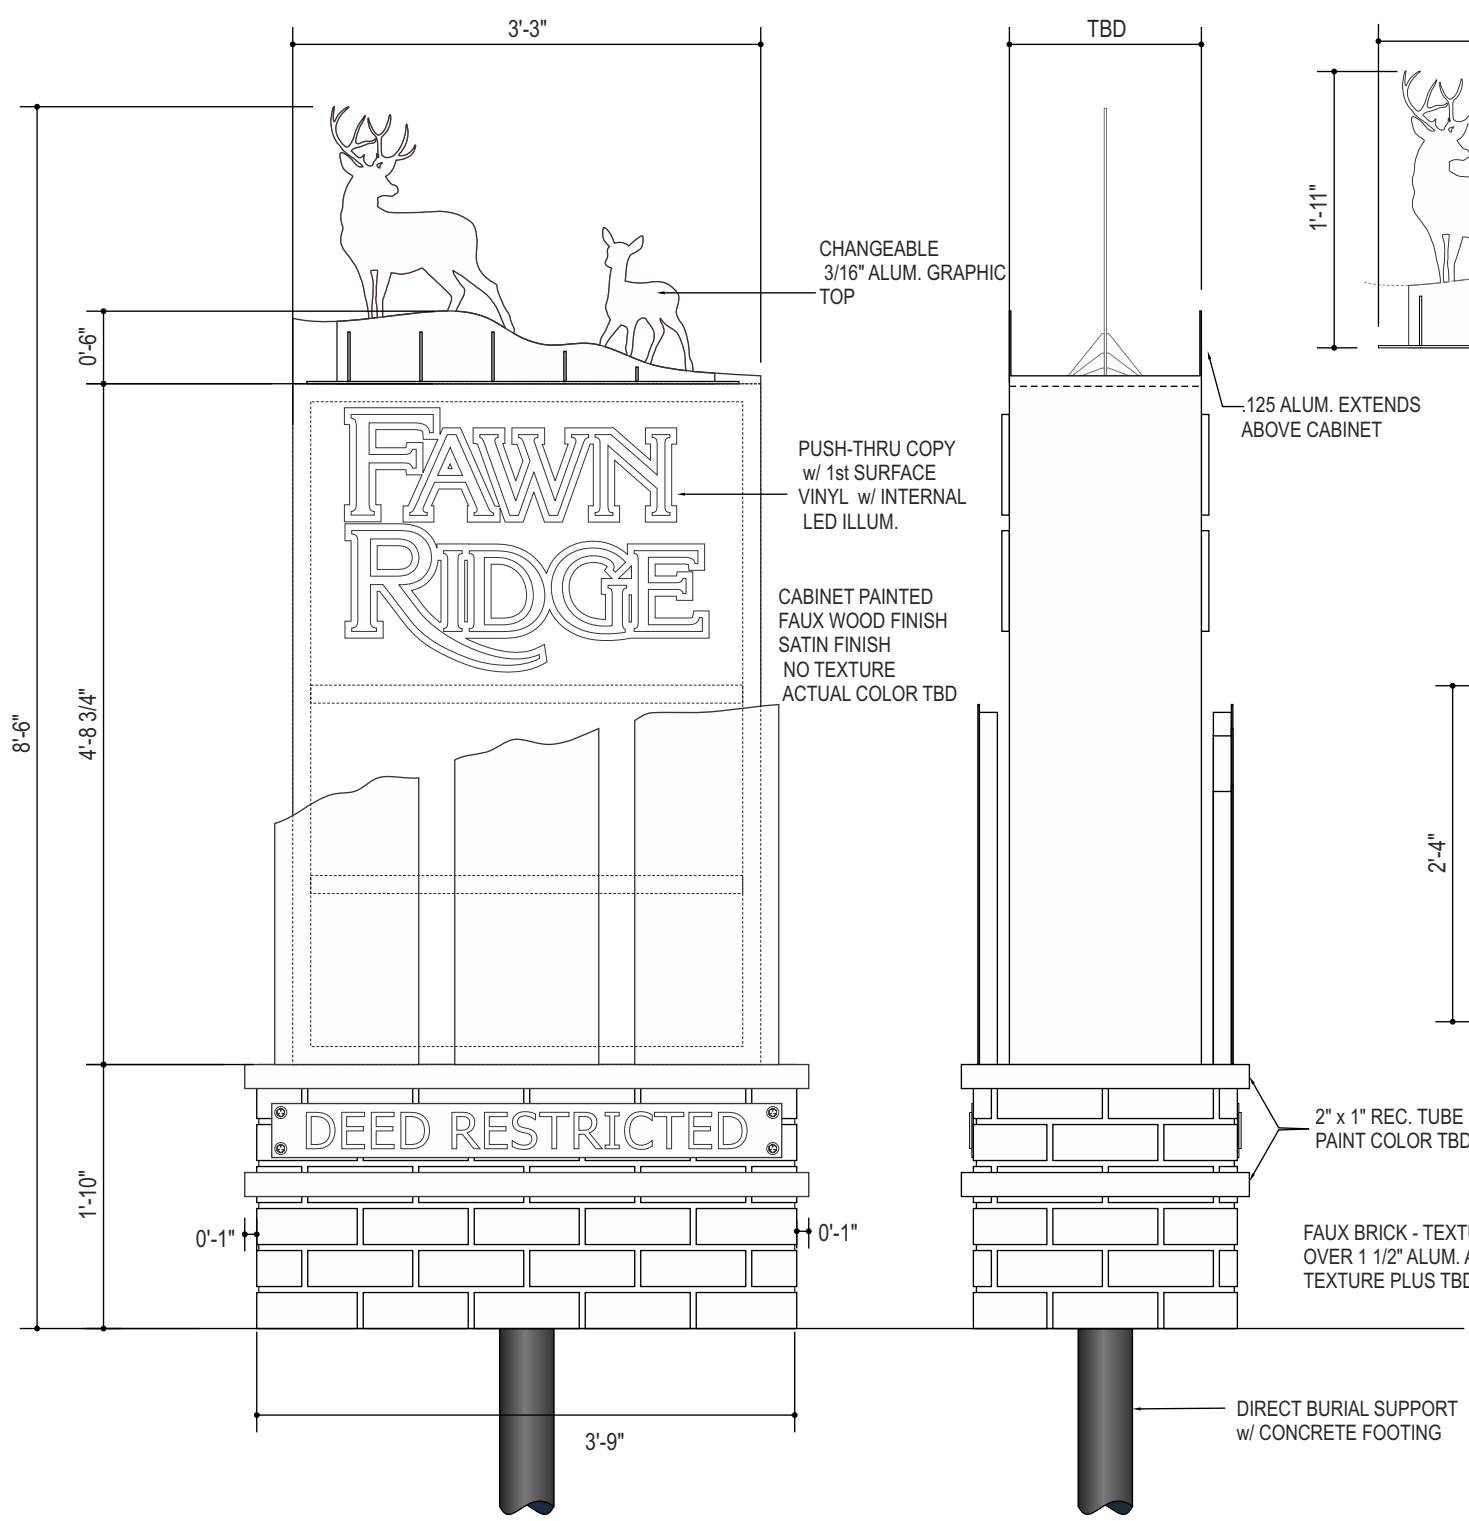 3'-3"
TBD
8'-6"
0'-6"
4'-8 3/4"
1'-10"
CHANGEABLE
3/16" ALUM. GRAPHIC
TOP
1'-11"
.125 ALUM. EXTENDS
ABOVE CABINET
FAWN
RIDGE
PUSH-THRU COPY
w/ 1st SURFACE
VINYL w/ INTERNAL
LED ILLUM.
CABINET PAINTED
FAUX WOOD FINISH
SATIN FINISH
NO TEXTURE
ACTUAL COLOR TBD
2'-4"
DEED RESTRICTED
2" x 1" REC. TUBE
PAINT COLOR TBD
0'-1"
0'-1"
FAUX BRICK - TEXTU
OVER 1 1/2" ALUM. A
TEXTURE PLUS TBD
3'-9"
DIRECT BURIAL SUPPORT
w/ CONCRETE FOOTING